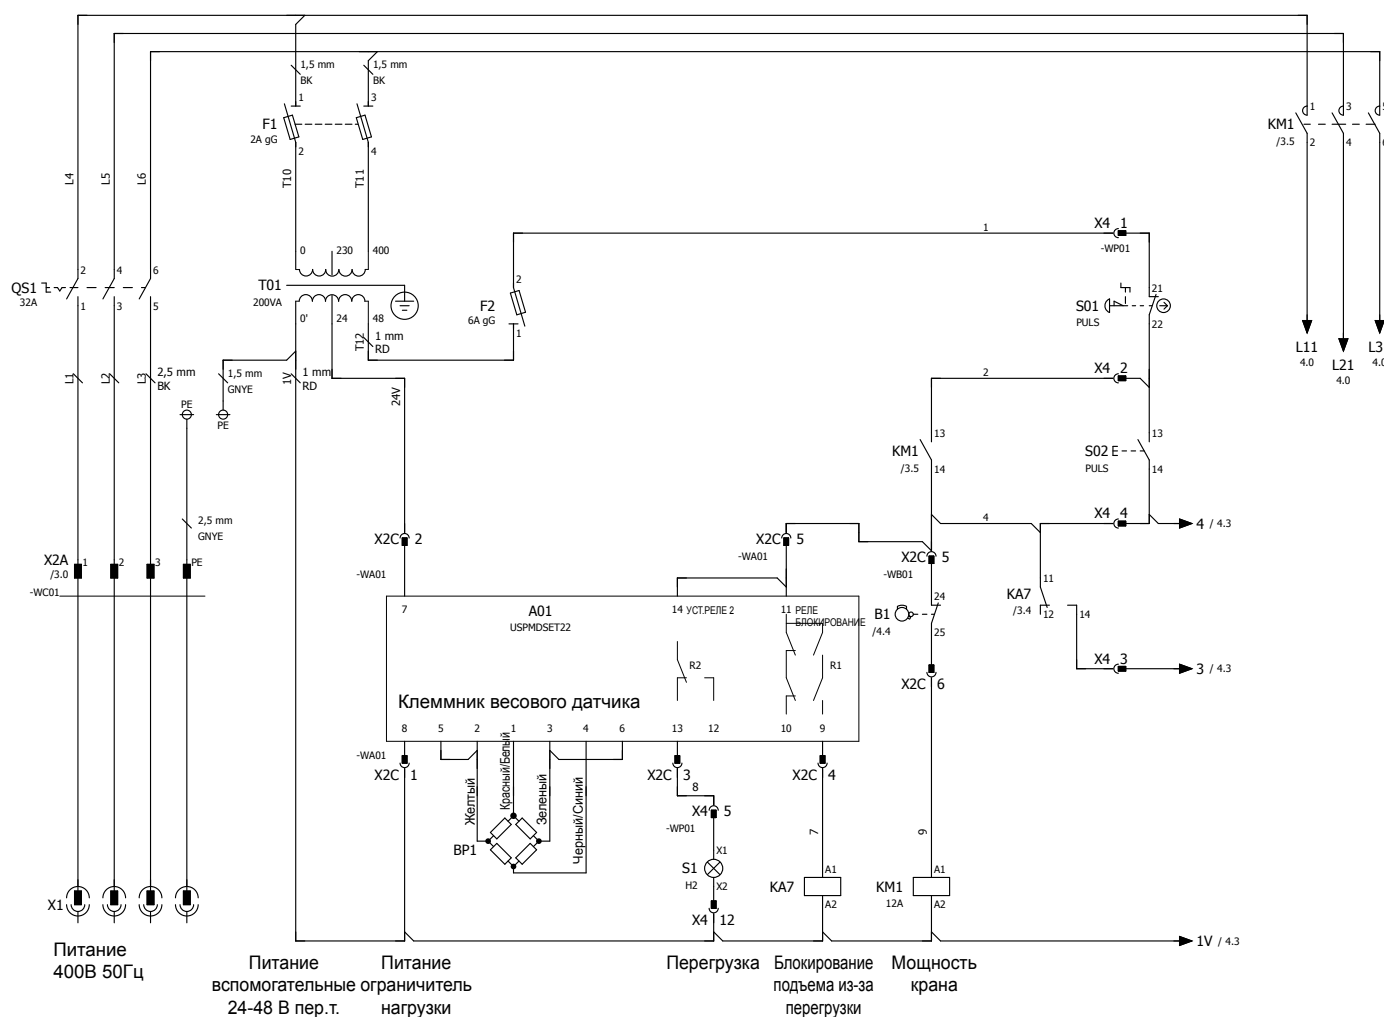 1,5 mm
BK
1,5 mm
BK
1
3
F1
2A gG
2
4
T10
T11
L4
L5
L6
1
3
5
KM1
/3.5
2
4
6
L11
4.0
L21
4.0
L3
4.0
X4 1
-WP01
1
0
230
400
T01
200VA
0'
24
48
T12
1 mm
RD
2
F2
6A gG
1
2
4
6
QS1
32A
1
3
5
21
S01
PULS
22
L1
L2
L3
2,5 mm
BK
1,5 mm
GNYE
1V
1 mm
RD
24V
PE
PE
2
X4 2
13
KM1
/3.5
14
13
S02 E
PULS
14
2,5 mm
GNYE
4
X4 4
4 / 4.3
X2C 2
-WA01
X2C 5
-WA01
X2C 5
-WB01
X2A
/3.0
1
2
3
PE
-WC01
11
KA7
/3.4
12
14
24
B1
/4.4
25
7
A01
USPMDSET22
14 УСТ.РЕЛЕ 2
11 РЕЛЕ
БЛОКИРОВАНИЕ
R2
R1
X4 3
3 / 4.3
X2C 6
Клеммник весового датчика
8
5
2
1
3
4
6
13
12
10
9
-WA01
X2C 1
X2C 3
X2C 4
8
Желтый
Красный/Белый
Зеленый
Черный/Синий
BP1
X4 5
-WP01
7
9
X1
S1
H2
X2
A1
KA7
A2
A1
KM1
12A
A2
X4 12
X1
1V / 4.3
Питание
400В 50Гц
Питание
вспомогательные
24-48 В пер.т.
Питание
ограничитель
нагрузки
Перегрузка
Блокирование
подъема из-за
перегрузки
Мощность
крана